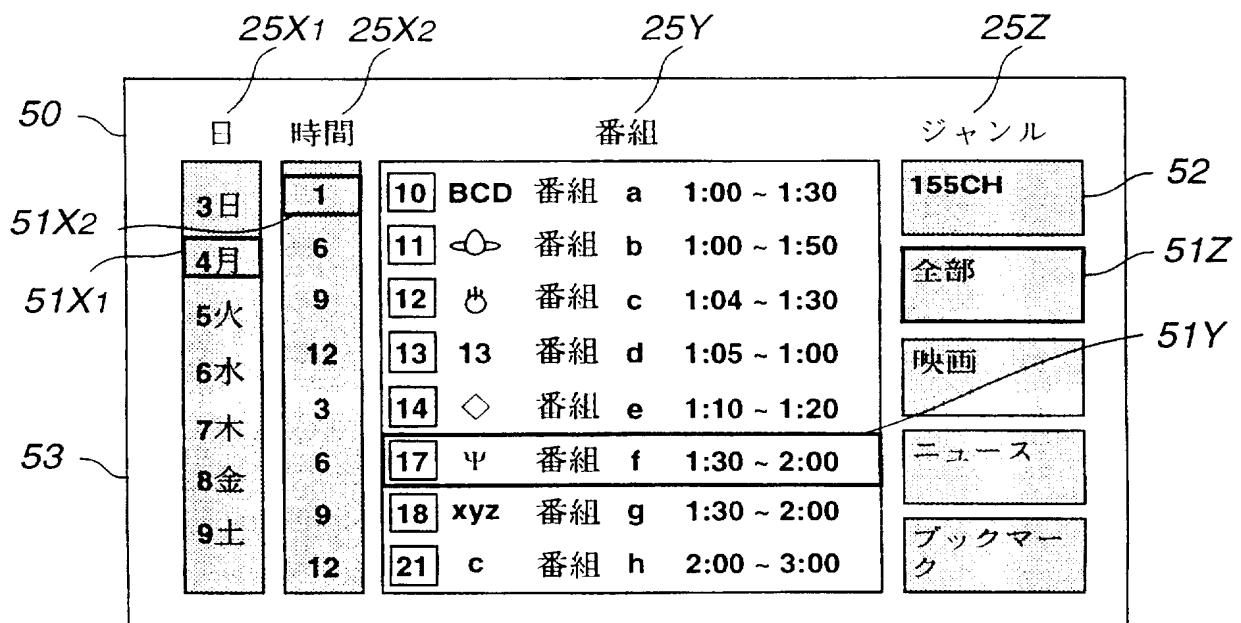 25X1 25X2 25Y 25Z
50 日 時間 番組 ジャンル
3日
4月
5火
6水
7木
8金
9土
1
6
9
12
3
6
9
12
10 BCD 番組 a 1:00 ~ 1:30
11 番組 b 1:00 ~ 1:50
12 番組 c 1:04 ~ 1:30
13 13 番組 d 1:05 ~ 1:00
14 ◇ 番組 e 1:10 ~ 1:20
17 Ψ 番組 f 1:30 ~ 2:00
18 xyz 番組 g 1:30 ~ 2:00
21 c 番組 h 2:00 ~ 3:00
155CH
全部
映画
ニュース
ブックマー
ク
51X2
51X1
53
52
51Z
51Y